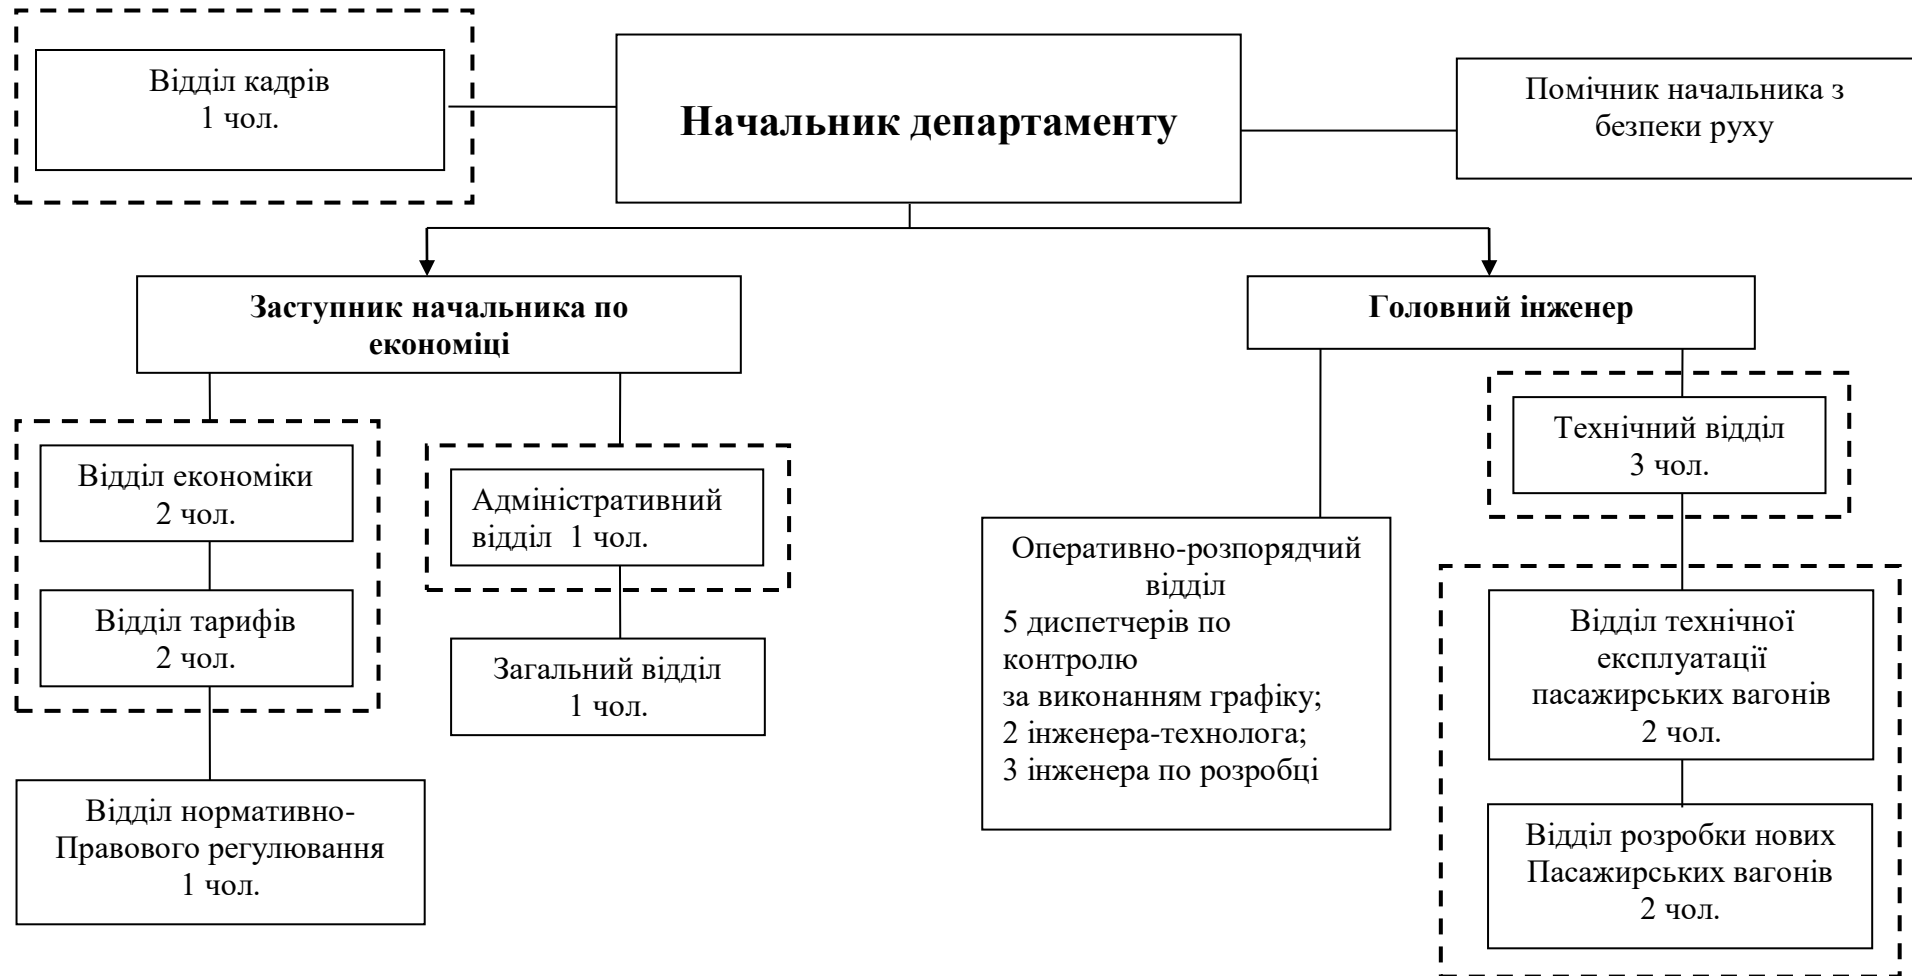 Відділ кадрів
1 чол.
Начальник департаменту
Помічник начальника з
безпеки руху
Заступник начальника по
економіці
Головний інженер
Відділ економіки
2 чол.
Адміністративний
відділ 1 чол.
Технічний відділ
3 чол.
Оперативно-розпорядчий
відділ
5 диспетчерів по
контролю
за виконанням графіку;
2 інженера-технолога;
3 інженера по розробці
Відділ тарифів
2 чол.
Загальний відділ
1 чол.
Відділ технічної
експлуатації
пасажирських вагонів
2 чол.
Відділ нормативно-
Правового регулювання
1 чол.
Відділ розробки нових
Пасажирських вагонів
2 чол.